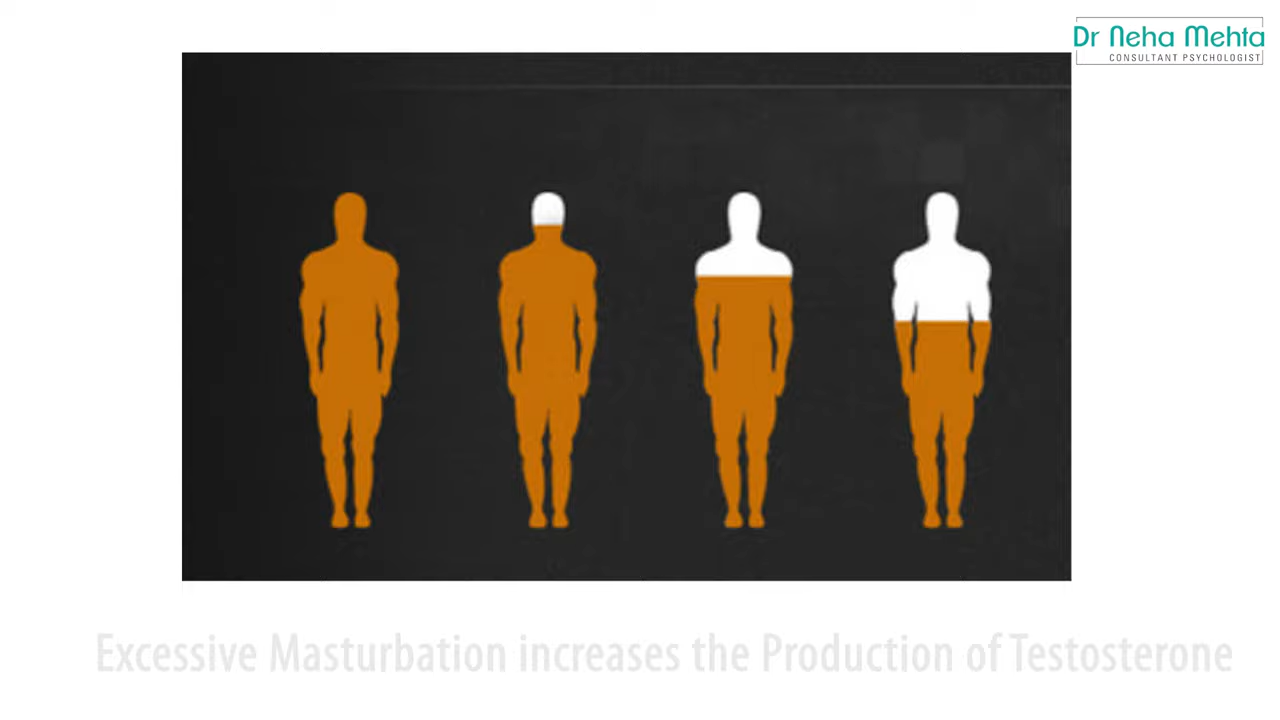 Dr Neha Mehta
CONSULTANT PSYCHOLOGIST
Excessive Masturbation increases the Production of Testosterone